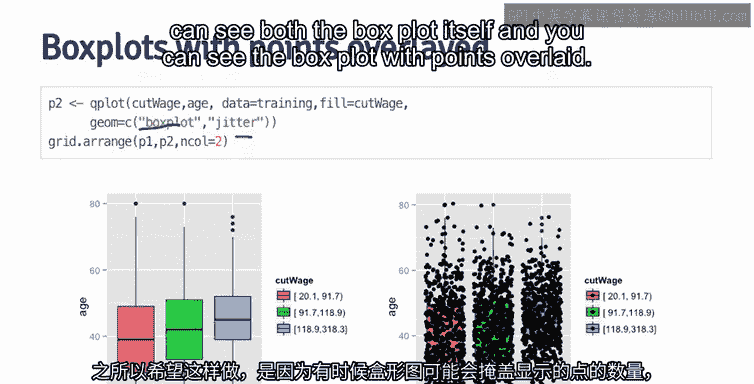 can see both the box plot itself and you
can see the box plot with points overlaid.
Boxplots with points overlayed
p2 <- qplot(cutWage,age, data=training,fill=cutWage,
geom=c("boxplot","jitter"))
grid.arrange(p1,p2,ncol=2)
80
60
40
age
cutWage
[ 20.1, 91.7)
[ 91.7,118.9)
[118.9,318.3]
80
60
40
age
cutWage
[ 20.1, 91.7)
[ 91.7,118.9)
[118.9,318.3]
之所以希望这样做，是因为有时候盒形图可能会掩盖显示的点的数量，